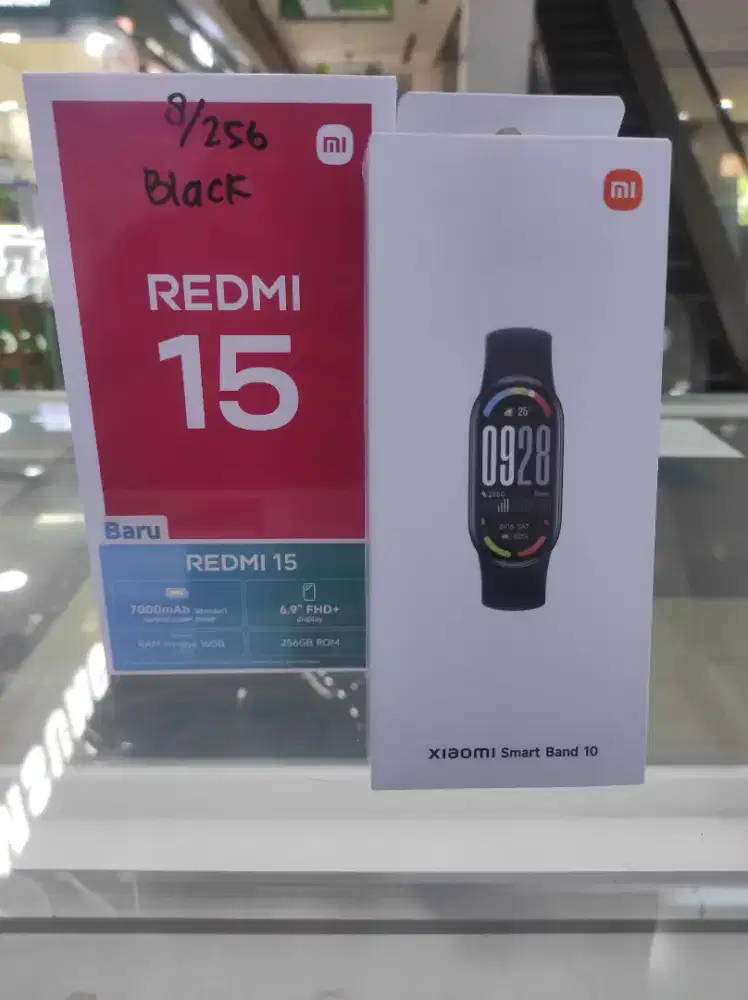 8/256
Black
mi
REDMI
15
Baru
REDMI 15
7000mAh
6.9" FHD+
display
256GB ROM
mi
25°
0928
xiaomi Smart Band 10